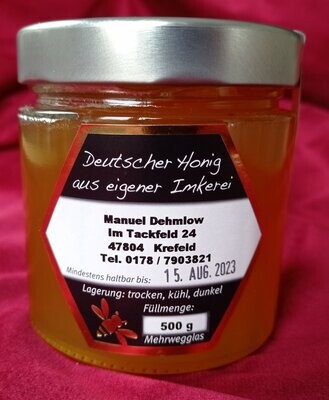 Deutscher Honig
aus eigener Imkerei
Manuel Dehmlow
Im Tackfeld 24
47804 Krefeld
Tel. 0178 / 7903821
Mindestens haltbar bis: 15. AUG. 2023
Lagerung: trocken, kühl, dunkel
Füllmenge:
500 g
Mehrwegglas